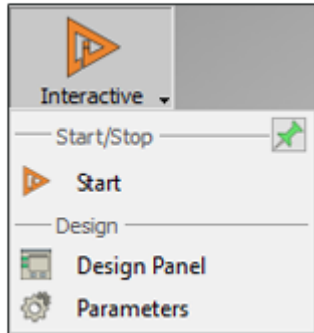 Interactive
Start/Stop
Start
Design
Design Panel
Parameters